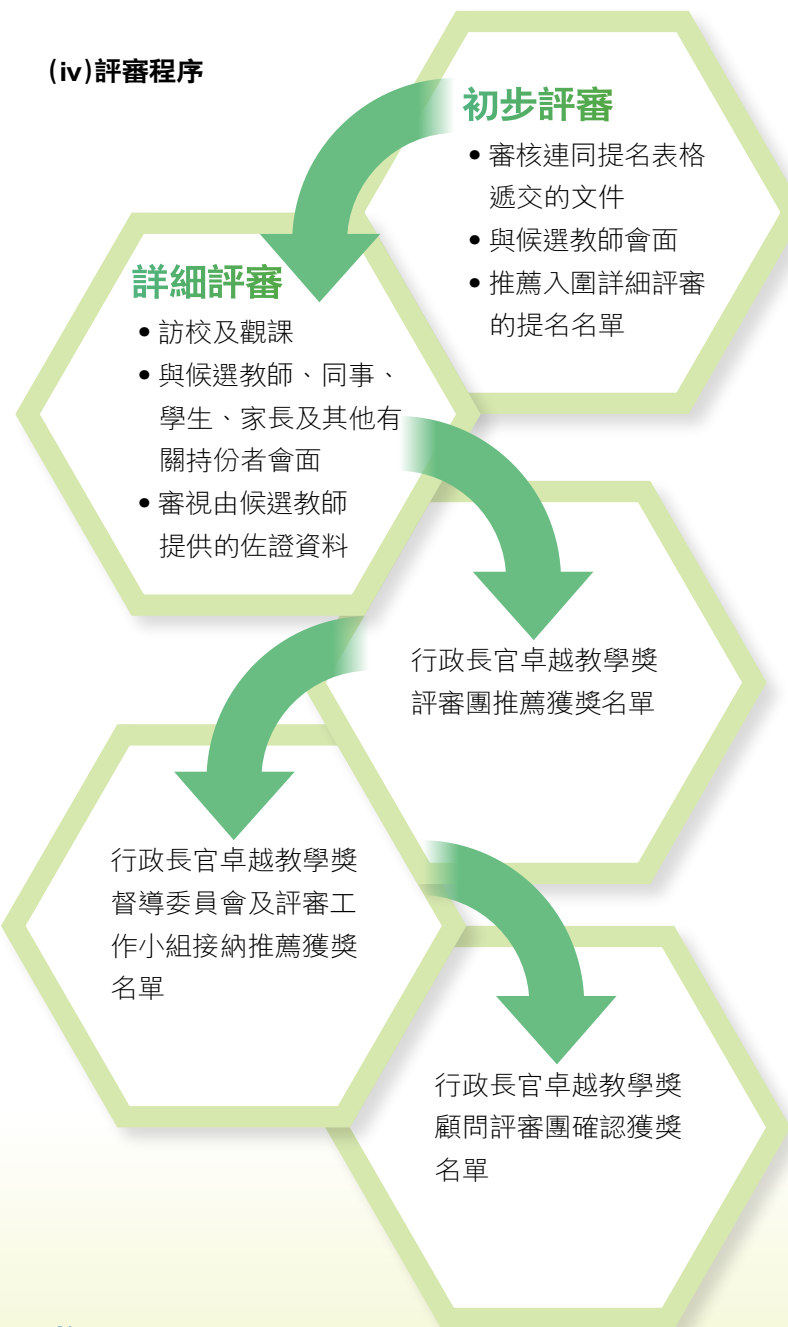 (iv)評審程序
初步評審
• 審核連同提名表格
遞交的文件
• 與候選教師會面
• 推薦入圍詳細評審
的提名名單
詳細評審
• 訪校及觀課
• 與候選教師、同事、
學生、家長及其他有
關持份者會面
• 審視由候選教師
提供的佐證資料
行政長官卓越教學獎
評審團推薦獲獎名單
行政長官卓越教學獎
督導委員會及評審工
作小組接納推薦獲獎
名單
行政長官卓越教學獎
顧問評審團確認獲獎
名單